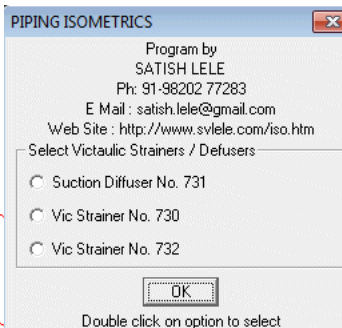 PIPING ISOMETRICS
Program by
SATISH LELE
Ph: 91-98202 77283
E Mail : satish.lele@gmail.com
Web Site : http://www.svlele.com/iso.htm
Select Victaulic Strainers / Defusers
Suction Diffuser No. 731
Vic Strainer No. 730
Vic Strainer No. 732
OK
Double click on option to select